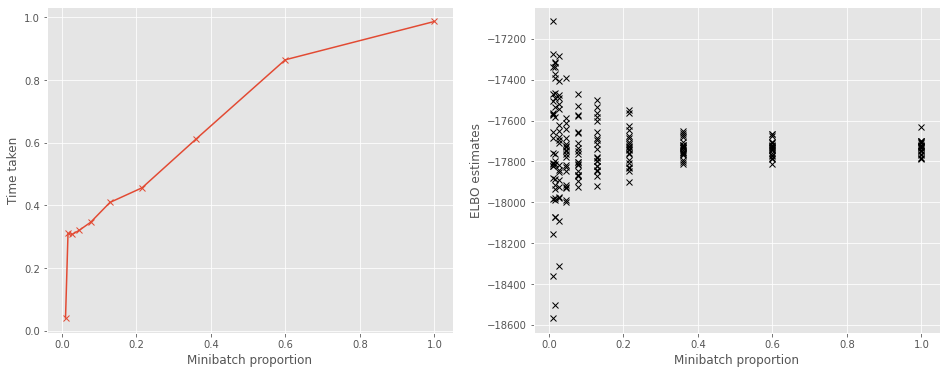 1.0
0.8
0.6
0.4
0.2
0.0
Time taken
0.0 0.2 0.4 0.6 0.8 1.0
Minibatch proportion
−17200
−17400
−17600
−17800
−18000
−18200
−18400
−18600
ELBO estimates
0.0 0.2 0.4 0.6 0.8 1.0
Minibatch proportion